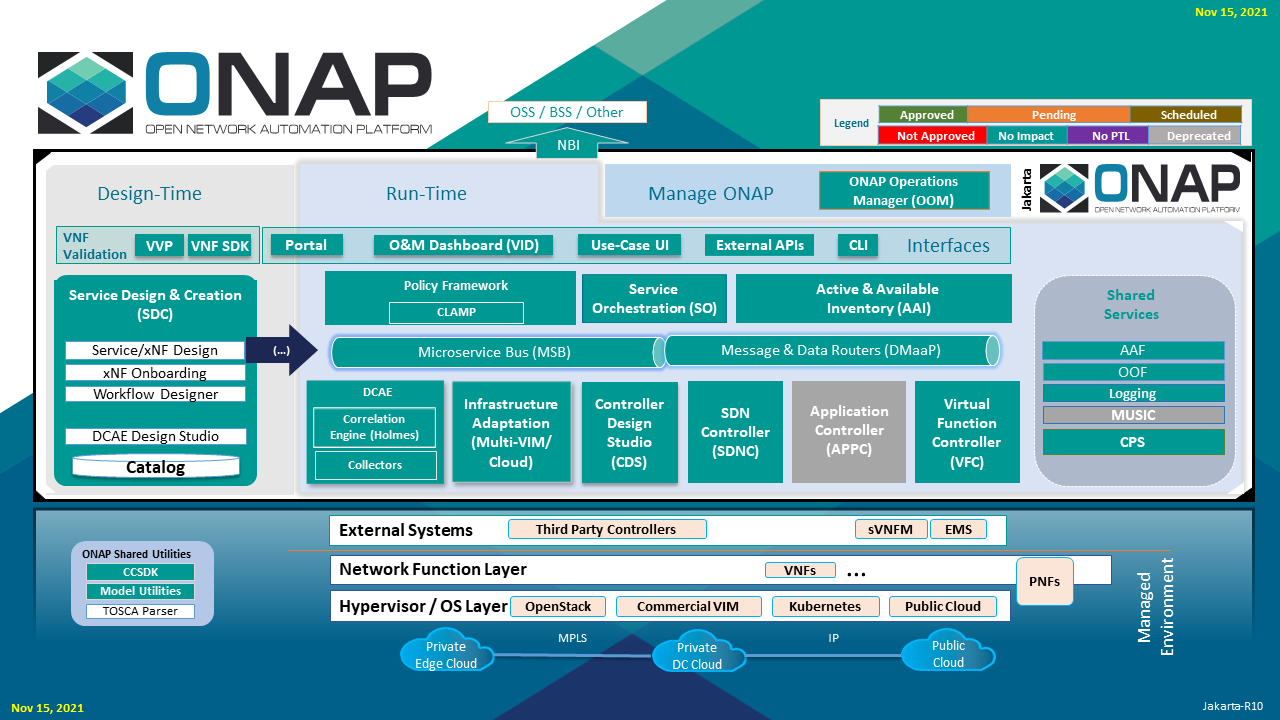 Nov 15, 2021
ONAP
OPEN NETWORK AUTOMATION PLATFORM
OSS / BSS / Other
NBI
Legend
Approved
Pending
Scheduled
Not Approved
No Impact
No PTL
Deprecated
Design-Time
Run-Time
Manage ONAP
ONAP Operations
Manager (OOM)
Jakarta
ONAP
OPEN NETWORK AUTOMATION PLATFORM
VNF
Validation
VVP
VNF SDK
Portal
O&M Dashboard (VID)
Use-Case UI
External APIs
CLI
Interfaces
Service Design & Creation
(SDC)
Service/xNF Design
xNF Onboarding
Workflow Designer
DCAE Design Studio
Catalog
(...)
Policy Framework
CLAMP
Service
Orchestration (SO)
Active & Available
Inventory (AAI)
Microservice Bus (MSB)
Message & Data Routers (DMaaP)
DCAE
Correlation
Engine (Holmes)
Collectors
Infrastructure
Adaptation
(Multi-VIM/
Cloud)
Controller
Design
Studio
(CDS)
SDN
Controller
(SDNC)
Application
Controller
(APPC)
Virtual
Function
Controller
(VFC)
Shared
Services
AAF
OOF
Logging
MUSIC
CPS
ONAP Shared Utilities
CCSDK
Model Utilities
TOSCA Parser
External Systems
Third Party Controllers
sVNFM
EMS
Network Function Layer
VNFs
...
PNFs
Hypervisor / OS Layer
OpenStack
Commercial VIM
Kubernetes
Public Cloud
Managed
Environment
Private
Edge Cloud
MPLS
Private
DC Cloud
IP
Public
Cloud
Nov 15, 2021
Jakarta-R10